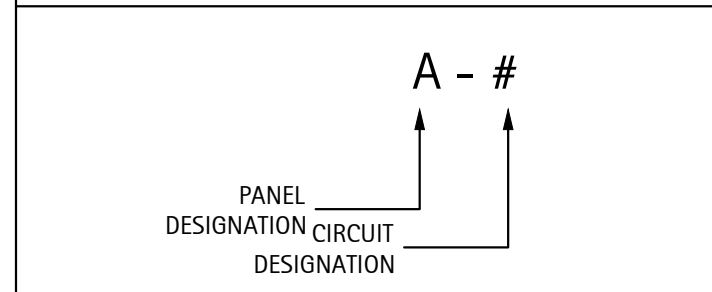 A - #
PANEL
DESIGNATION
CIRCUIT
DESIGNATION